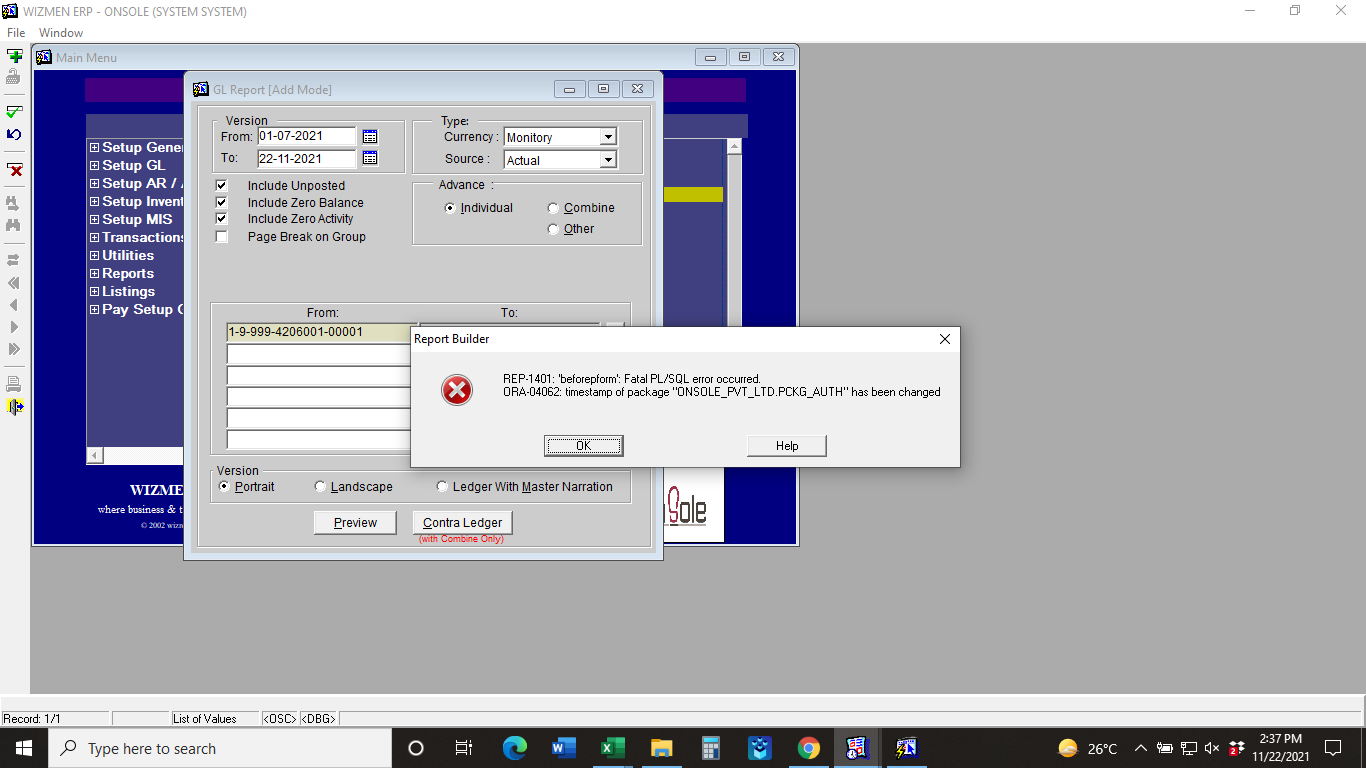 WIZMEN ERP - ONSOLE (SYSTEM SYSTEM)
File Window
Main Menu
GL Report [Add Mode]
Version
From: 01-07-2021
To: 22-11-2021
Type:
Currency : Monitory
Source : Actual
Include Unposted
Include Zero Balance
Include Zero Activity
Page Break on Group
Advance :
Individual Combine
Other
Setup Gene
Setup GL
Setup AR /
Setup Invent
Setup MIS
Transactions
Utilities
Reports
Listings
Pay Setup
From: To:
1-9-999-4206001-00001
Report Builder
REP-1401: 'beforepform': Fatal PL/SQL error occurred.
ORA-04062: timestamp of package "ONSOLE_PVT_LTD.PCKG_AUTH" has been changed
OK Help
Version
Portrait Landscape Ledger With Master Narration
Preview Contra Ledger
(with Combine Only)
WIZME
where business & t
© 2002 wizm
Sole
Record: 1/1 List of Values <OSC> <DBG>
Type here to search
26°C
2:37 PM
11/22/2021